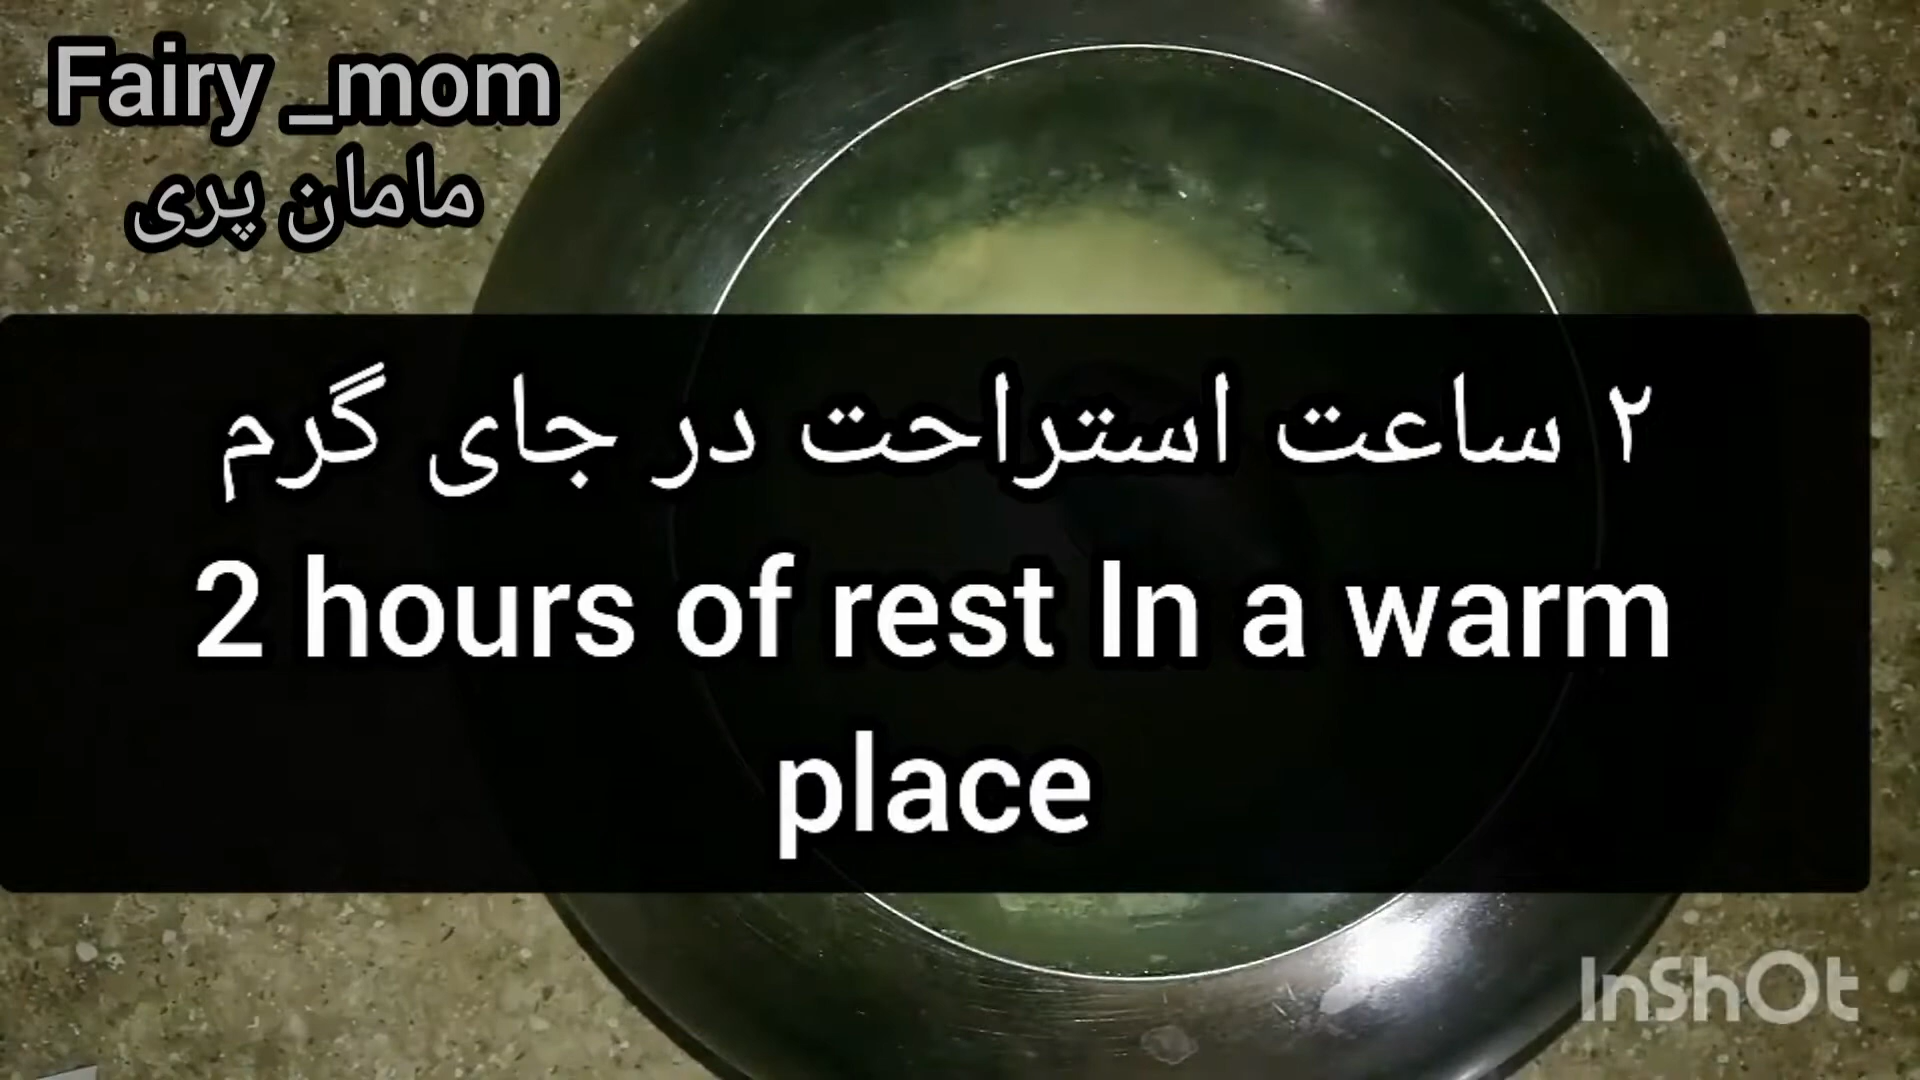 Fairy _mom
مامان پری
۲ ساعت استراحت در جای گرم
2 hours of rest In a warm
place
InShOt